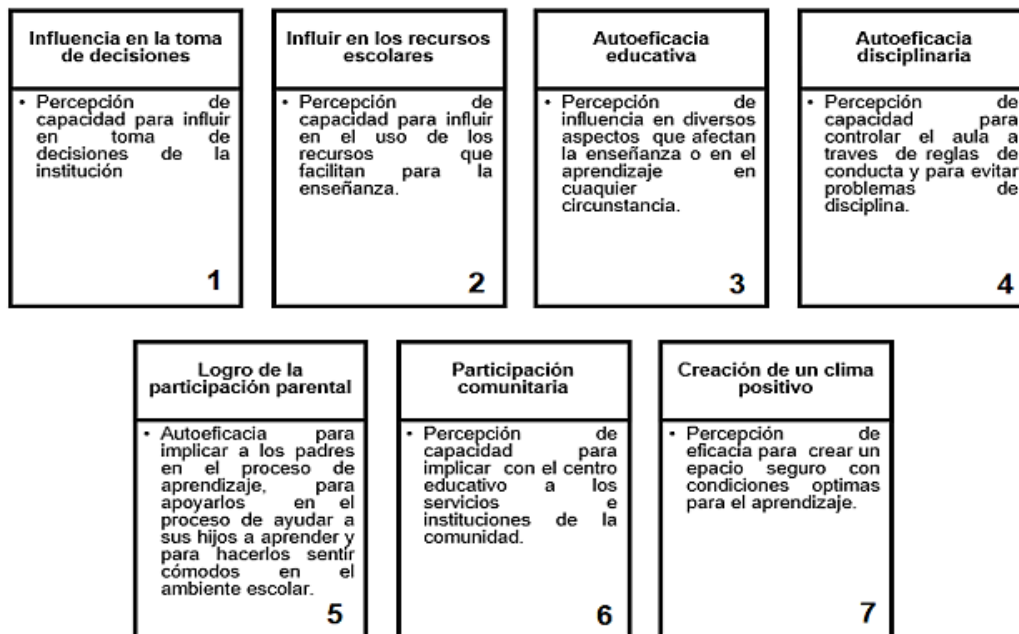 Influencia en la toma
de decisiones
• Percepción de
capacidad para influir
en toma de
decisiones de la
institución
1
Influir en los recursos
escolares
• Percepción de
capacidad para influir
en el uso de los
recursos que
facilitan para la
enseñanza.
2
Autoeficacia
educativa
• Percepción de
influencia en diversos
aspectos que afectan
la enseñanza o en el
aprendizaje en
cuaquier
circunstancia.
3
Autoeficacia
disciplinaria
• Percepción de
capacidad para
controlar el aula a
traves de reglas de
conducta y para evitar
problemas de
disciplina.
4
Logro de la
participación parental
• Autoeficacia para
implicar a los padres
en el proceso de
aprendizaje, para
apoyarlos en el
proceso de ayudar a
sus hijos a aprender y
para hacerlos sentir
cómodos en el
ambiente escolar.
5
Participación
comunitaria
• Percepción de
capacidad para
implicar con el centro
educativo a los
servicios e
instituciones de la
comunidad.
6
Creación de un clima
positivo
• Percepción de
eficacia para crear un
epacio seguro con
condiciones optimas
para el aprendizaje.
7